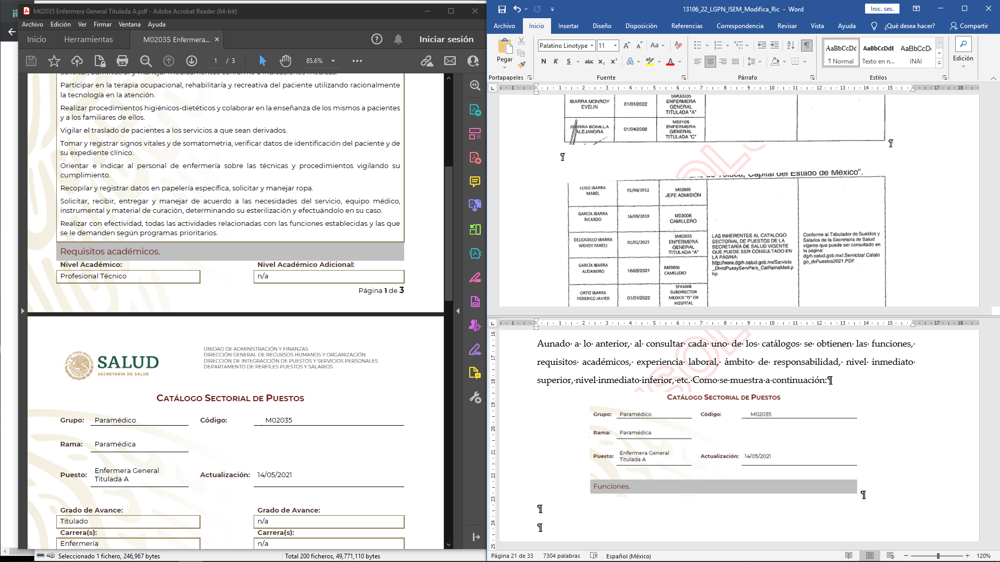 M02035 Enfermera General Titulada A.pdf - Adobe Acrobat Reader (64-bit)
Archivo Edición Ver Firmar Ventana Ayuda
Inicio Herramientas M02035 Enfermera... × Iniciar sesión
1 / 3 85.6%
Solicitar, administrar y manejar medicamentos conforme a indicaciones médicas.
Participar en la terapia ocupacional, rehabilitaría y recreativa del paciente utilizando racionalmente
la tecnología en la atención.
Realizar procedimientos higiénicos-dietéticos y colaborar en la enseñanza de los mismos a pacientes
y a los familiares de ellos.
Vigilar el traslado de pacientes a los servicios a que sean derivados.
Tomar y registrar signos vitales y de somatometria, verificar datos de identificación del paciente y de
su expediente clínico.
Orientar e indicar al personal de enfermería sobre las técnicas y procedimientos vigilando su
cumplimiento.
Recopilar y registrar datos en papelería específica, solicitar y manejar ropa.
Solicitar, recibir, entregar y manejar de acuerdo a las necesidades del servicio, equipo médico,
instrumental y material de curación, determinando su esterilización y efectuándolo en su caso.
Realizar con efectividad, todas las actividades relacionadas con las funciones establecidas y las que
se le demanden según programas prioritarios.
Requisitos académicos.
Nivel Académico: Nivel Académico Adicional:
Profesional Técnico n/a
Página 1 de 3
SALUD
SECRETARÍA DE SALUD
UNIDAD DE ADMINISTRACIÓN Y FINANZAS
DIRECCIÓN GENERAL DE RECURSOS HUMANOS Y ORGANIZACIÓN
DIRECCIÓN DE INTEGRACCIÓN DE PUESTOS Y SERVICIOS PERSONALES
DEPARTAMENTO DE PERFILES PUESTOS Y SALARIOS
CATÁLOGO SECTORIAL DE PUESTOS
Grupo: Paramédico Código: M02035
Rama: Paramédica
Puesto: Enfermera General
Titulada A
Actualización: 14/05/2021
Grado de Avance: Grado de Avance:
Titulado n/a
Carrera(s): Carrera(s):
Enfermería n/a
Seleccionado 1 fichero, 246,967 bytes Total 200 ficheros, 49,771,110 bytes
13106_22_LGPN_ISEM_Modifica_Ric - Word Inic. ses.
Archivo Inicio Insertar Diseño Disposición Referencias Correspondencia Revisar Vista Ayuda ¿Qué desea hacer? Compartir
Pegar
Palatino Linotype 11
N K S abc x₂ x²
AaBbCcDd AaBbCcDdE AaBbCcDd
¶ Normal Texto en n... INAI
Edición
Portapapeles Fuente Párrafo Estilos
IBARRA MONROY
EVELIN
01/01/2022
SM02035
ENFERMERA
GENERAL
TITULADA "A"
IBARRA BONILLA
ALEJANDRA
01/04/2009
M02105
ENFERMERA
GENERAL
TITULADA "C"
¶
¶
Toluca, Capital del Estado de México".
LUGO IBARRA
MABEL
01/06/2012
M02060
JEFE ADMISIÓN
GARCÍA IBARRA
RICARDO
16/09/2019
M03006
CAMILLERO
DELGADILLO IBARRA
WENDY YANELI
01/01/2022
SM02035
ENFERMERA
GENERAL
TITULADA "A"
GARCÍA IBARRA
ALEJANDRO
16/05/2021
M03006
CAMILLERO
ORTIZ IBARRA
FEDERICO JAVIER
01/01/2022
SF41008
SUBDIRECTOR
MEDICO "D" EN
HOSPITAL
LAS INHERENTES AL CATALOGO
SECTORIAL DE PUESTOS DE LA
SECRETARÍA DE SALUD VIGENTE
QUE PUEDE SER CONSULTADO EN
LA PÁGINA:
http://www.dgrh.salud.gob.mx/Servicio
_DIntdPuesyServPers_CatRamaMed.p
hp
Conforme al Tabulador de Sueldos y
Salarios de la Secretaría de Salud
vigente que puede ser consultado en
la página:
dgrh.salud.gob.mx/.Servicios/.Catalo
go_dePuestos2021.PDF.
Aunado a lo anterior, al consultar cada uno de los catálogos se obtienen las funciones,
requisitos académicos, experiencia laboral, ámbito de responsabilidad, nivel inmediato
superior, nivel inmediato inferior, etc. Como se muestra a continuación:¶
CATÁLOGO SECTORIAL DE PUESTOS
Grupo: Paramédico Código: M02035
Rama: Paramédica
Puesto: Enfermera General
Titulada A
Actualización: 14/05/2021
Funciones.
¶
¶
¶
Página 21 de 33 7304 palabras Español (México) 120%